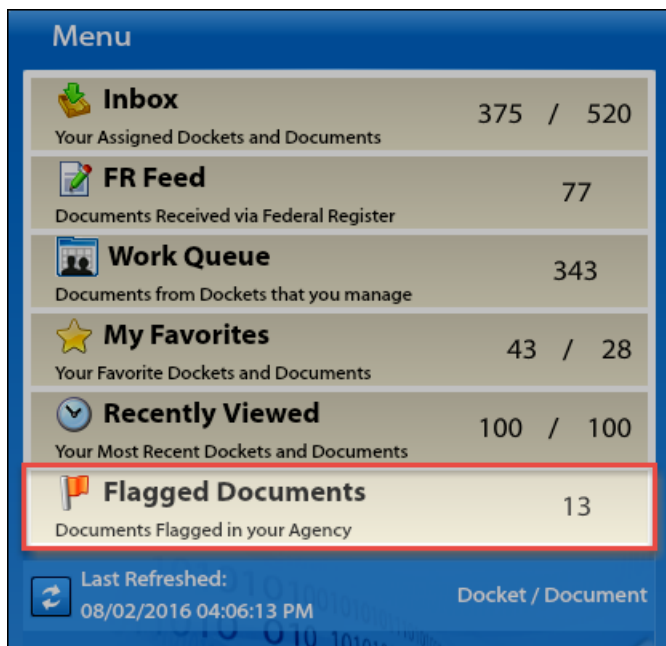 Menu
Inbox 375 / 520
Your Assigned Dockets and Documents
FR Feed 77
Documents Received via Federal Register
Work Queue 343
Documents from Dockets that you manage
My Favorites 43 / 28
Your Favorite Dockets and Documents
Recently Viewed 100 / 100
Your Most Recent Dockets and Documents
Flagged Documents 13
Documents Flagged in your Agency
Last Refreshed:
08/02/2016 04:06:13 PM Docket / Document